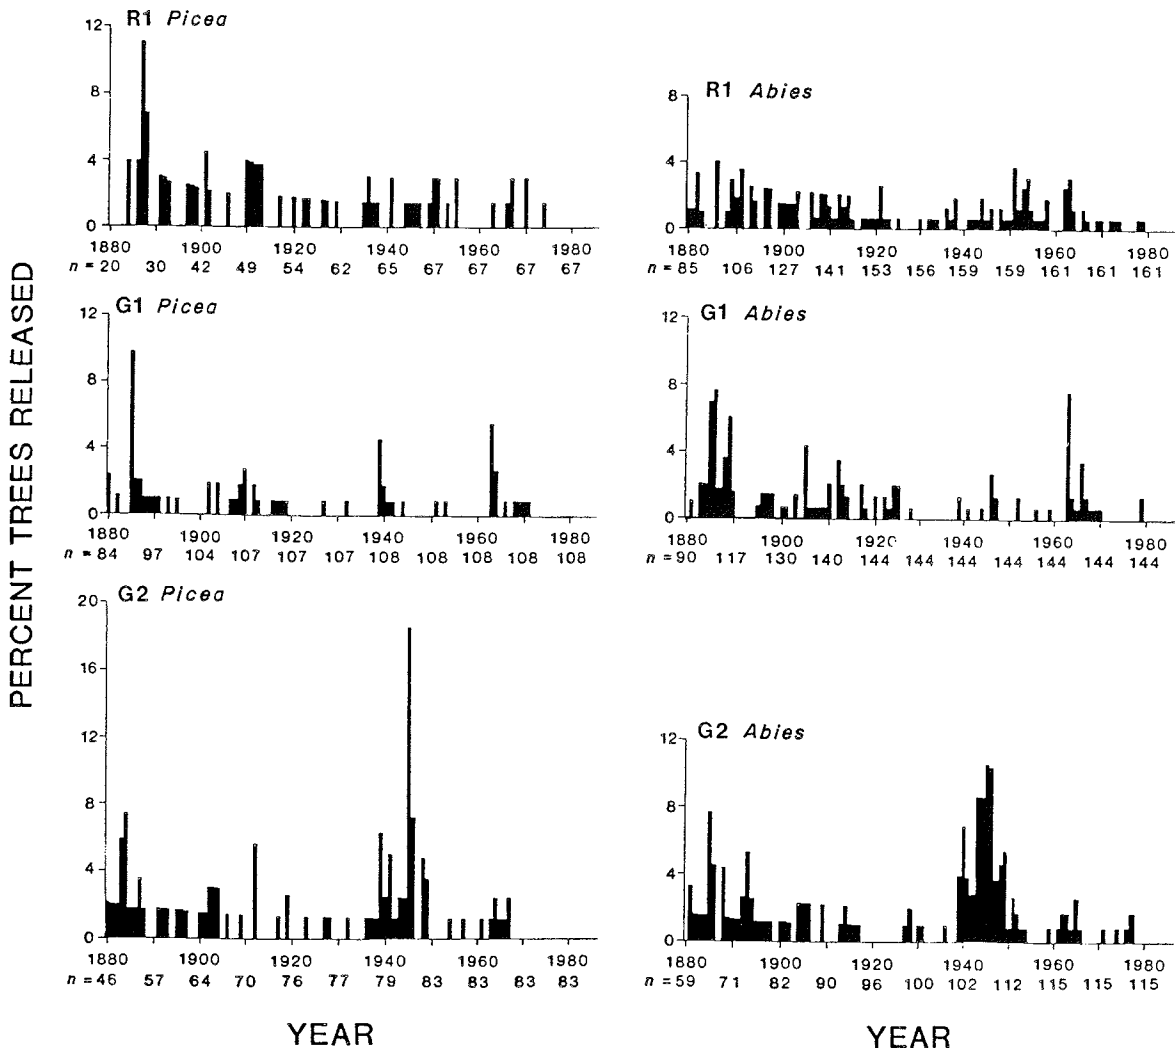 PERCENT TREES RELEASED
R1 Picea
12
8
4
0
1880 1900 1920 1940 1960 1980
n = 20 30 42 49 54 62 65 67 67 67 67
R1 Abies
8
4
0
1880 1900 1920 1940 1960 1980
n = 85 106 127 141 153 156 159 159 161 161 161
G1 Picea
12
8
4
0
1880 1900 1920 1940 1960 1980
n = 84 97 104 107 107 107 108 108 108 108 108
G1 Abies
12
8
4
0
1880 1900 1920 1940 1960 1980
n = 90 117 130 140 144 144 144 144 144 144 144
G2 Picea
20
16
12
8
4
0
1880 1900 1920 1940 1960 1980
n = 46 57 64 70 76 77 79 83 83 83 83
G2 Abies
12
8
4
0
1880 1900 1920 1940 1960 1980
n = 59 71 82 90 96 100 102 112 115 115 115
YEAR
YEAR